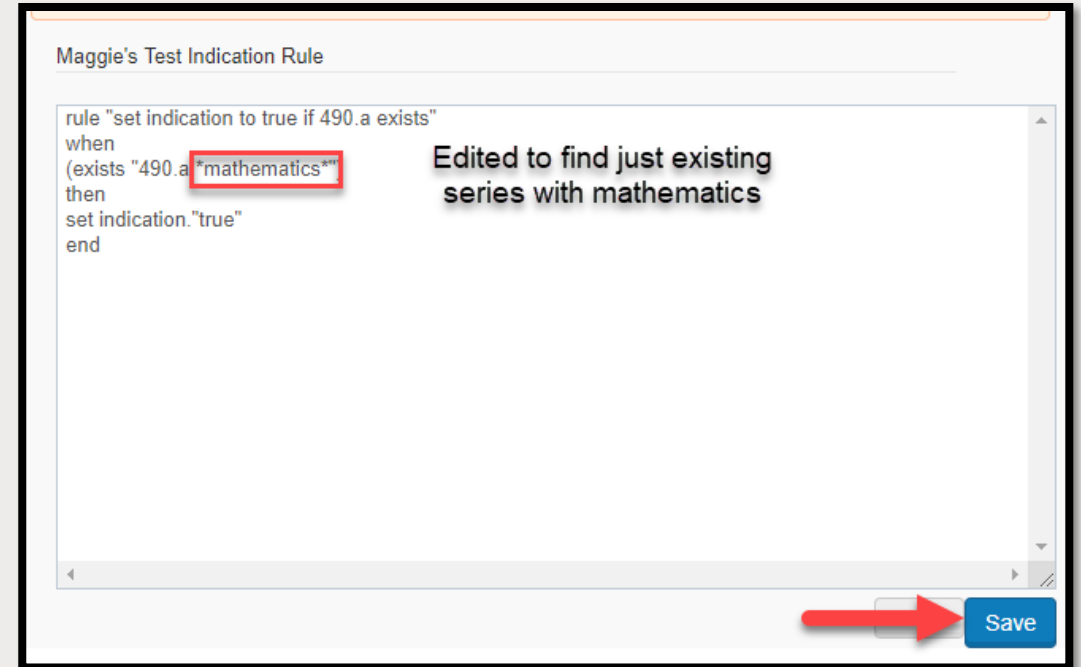 Maggie's Test Indication Rule
rule "set indication to true if 490.a exists"
when
(exists "490.a *mathematics*")
then
set indication."true"
end
Edited to find just existing
series with mathematics
Save